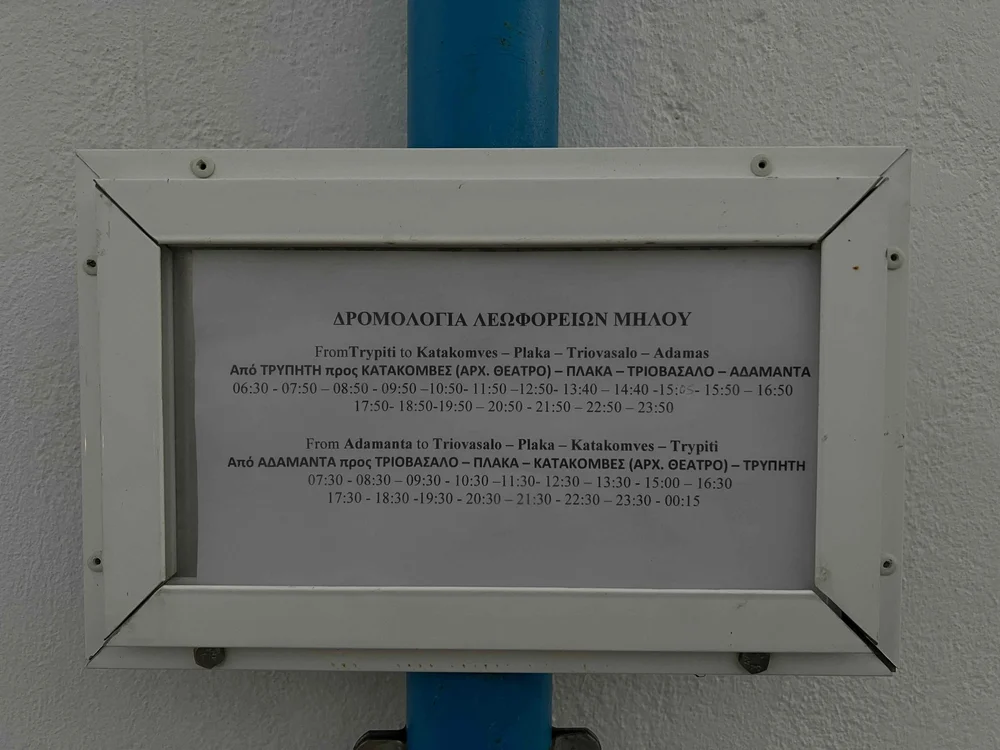 ΔΡΟΜΟΛΟΓΙΑ ΛΕΩΦΟΡΕΙΩΝ ΜΗΛΟΥ
FromTrypiti to Katakomves – Plaka – Triovasalo – Adamas
Από ΤΡΥΠΗΤΗ προς ΚΑΤΑΚΟΜΒΕΣ (ΑΡΧ. ΘΕΑΤΡΟ) – ΠΛΑΚΑ – ΤΡΙΟΒΑΣΑΛΟ – ΑΔΑΜΑΝΤΑ
06:30 - 07:50 – 08:50 - 09:50 –10:50- 11:50 –12:50- 13:40 – 14:40 -15:05- 15:50 – 16:50
17:50- 18:50-19:50 – 20:50 - 21:50 – 22:50 – 23:50
From Adamanta to Triovasalo – Plaka – Katakomves – Trypiti
Από ΑΔΑΜΑΝΤΑ προς ΤΡΙΟΒΑΣΑΛΟ – ΠΛΑΚΑ – ΚΑΤΑΚΟΜΒΕΣ (ΑΡΧ. ΘΕΑΤΡΟ) – ΤΡΥΠΗΤΗ
07:30 - 08:30 – 09:30 - 10:30 –11:30- 12:30 – 13:30 - 15:00 – 16:30
17:30 - 18:30 -19:30 - 20:30 – 21:30 - 22:30 – 23:30 - 00:15